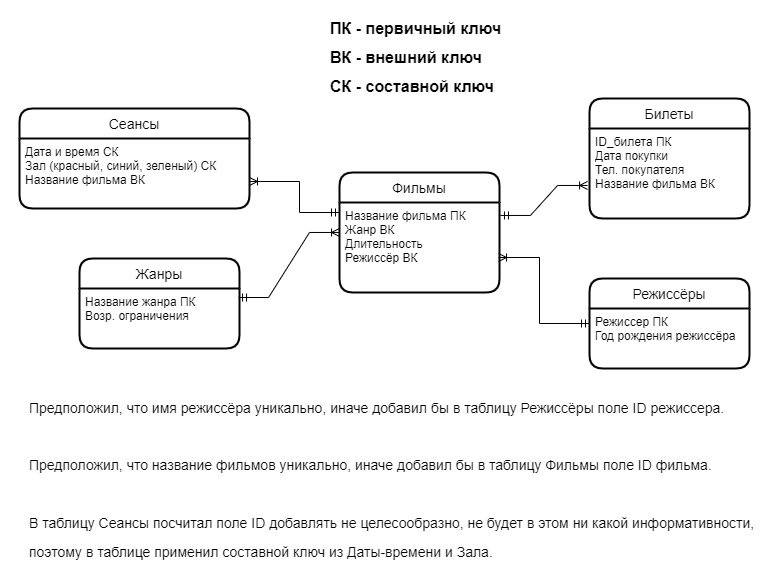 ПК - первичный ключ
ВК - внешний ключ
СК - составной ключ
Сеансы
Дата и время СК
Зал (красный, синий, зеленый) СК
Название фильма ВК
Жанры
Название жанра ПК
Возр. ограничения
Фильмы
Название фильма ПК
Жанр ВК
Длительность
Режиссёр ВК
Билеты
ID_билета ПК
Дата покупки
Тел. покупателя
Название фильма ВК
Режиссёры
Режиссер ПК
Год рождения режиссёра
Предположил, что имя режиссёра уникально, иначе добавил бы в таблицу Режиссёры поле ID режиссера.
Предположил, что название фильмов уникально, иначе добавил бы в таблицу Фильмы поле ID фильма.
В таблицу Сеансы посчитал поле ID добавлять не целесообразно, не будет в этом ни какой информативности,
поэтому в таблице применил составной ключ из Даты-времени и Зала.